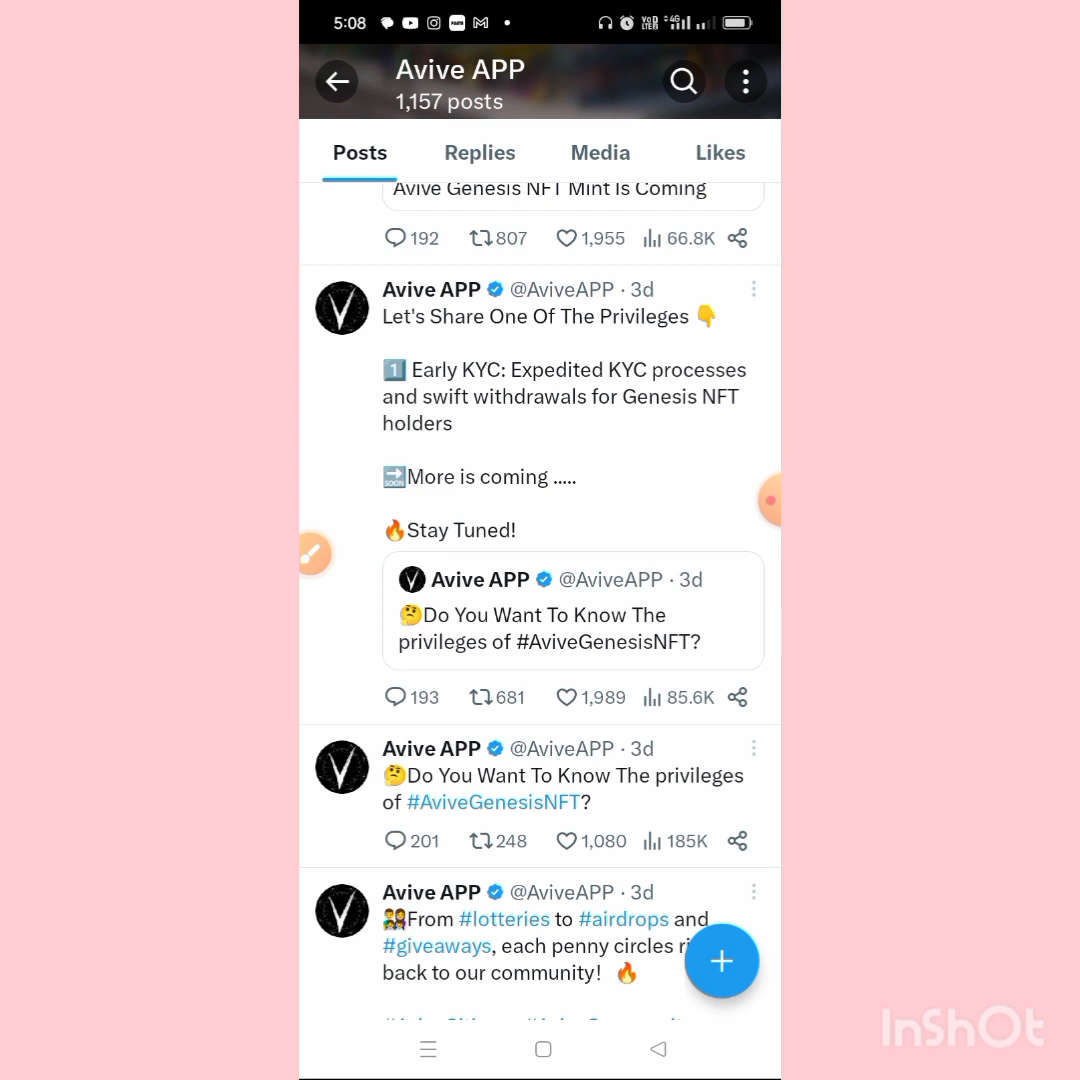 5:08
Avive APP
1,157 posts
Posts Replies Media Likes
Avive Genesis NFT Mint Is Coming
192 807 1,955 66.8K
Avive APP @AviveAPP · 3d
Let's Share One Of The Privileges 👇
1️⃣ Early KYC: Expedited KYC processes
and swift withdrawals for Genesis NFT
holders
🔜More is coming .....
🔥Stay Tuned!
Avive APP @AviveAPP · 3d
🤔Do You Want To Know The
privileges of #AviveGenesisNFT?
193 681 1,989 85.6K
Avive APP @AviveAPP · 3d
🤔Do You Want To Know The privileges
of #AviveGenesisNFT?
201 248 1,080 185K
Avive APP @AviveAPP · 3d
From #lotteries to #airdrops and
#giveaways, each penny circles
back to our community! 🔥
InShOt